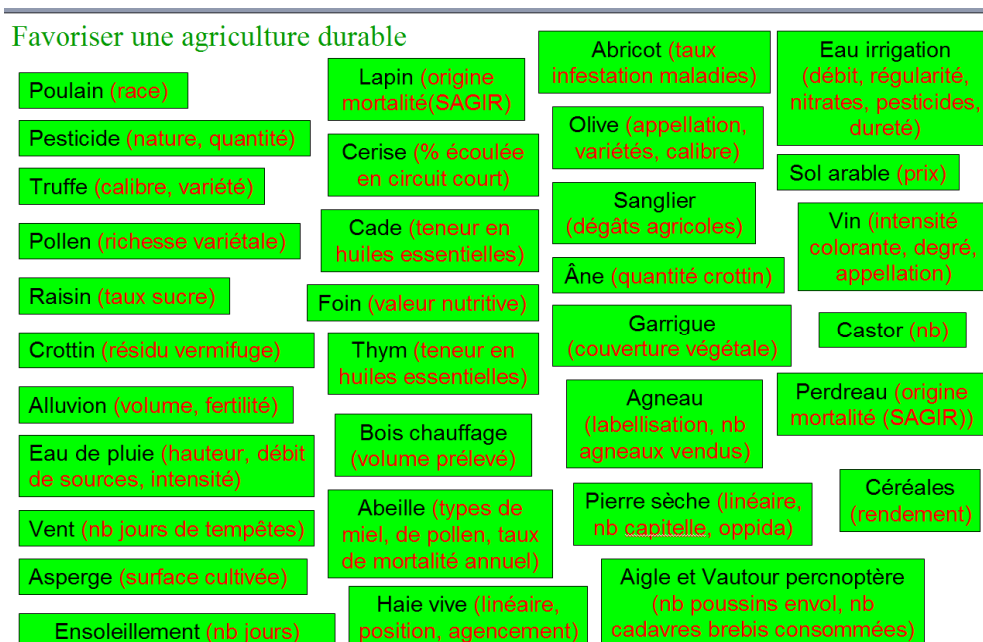 Favoriser une agriculture durable
Poulain (race)
Pesticide (nature, quantité)
Truffe (calibre, variété)
Pollen (richesse variétale)
Raisin (taux sucre)
Crottin (résidu vermifuge)
Alluvion (volume, fertilité)
Eau de pluie (hauteur, débit
de sources, intensité)
Vent (nb jours de tempêtes)
Asperge (surface cultivée)
Ensoleillement (nb jours)
Lapin (origine
mortalité(SAGIR)
Cerise (% écoulée
en circuit court)
Cade (teneur en
huiles essentielles)
Foin (valeur nutritive)
Thym (teneur en
huiles essentielles)
Bois chauffage
(volume prélevé)
Abeille (types de
miel, de pollen, taux
de mortalité annuel)
Haie vive (linéaire,
position, agencement)
Abricot (taux
infestation maladies)
Olive (appellation,
variétés, calibre)
Sanglier
(dégâts agricoles)
Âne (quantité crottin)
Garrigue
(couverture végétale)
Agneau
(labellisation, nb
agneaux vendus)
Pierre sèche (linéaire,
nb capitelle, oppida)
Aigle et Vautour percnoptère
(nb poussins envol, nb
cadavres brebis consommées)
Eau irrigation
(débit, régularité,
nitrates, pesticides,
dureté)
Sol arable (prix)
Vin (intensité
colorante, degré,
appellation)
Castor (nb)
Perdreau (origine
mortalité (SAGIR))
Céréales
(rendement)